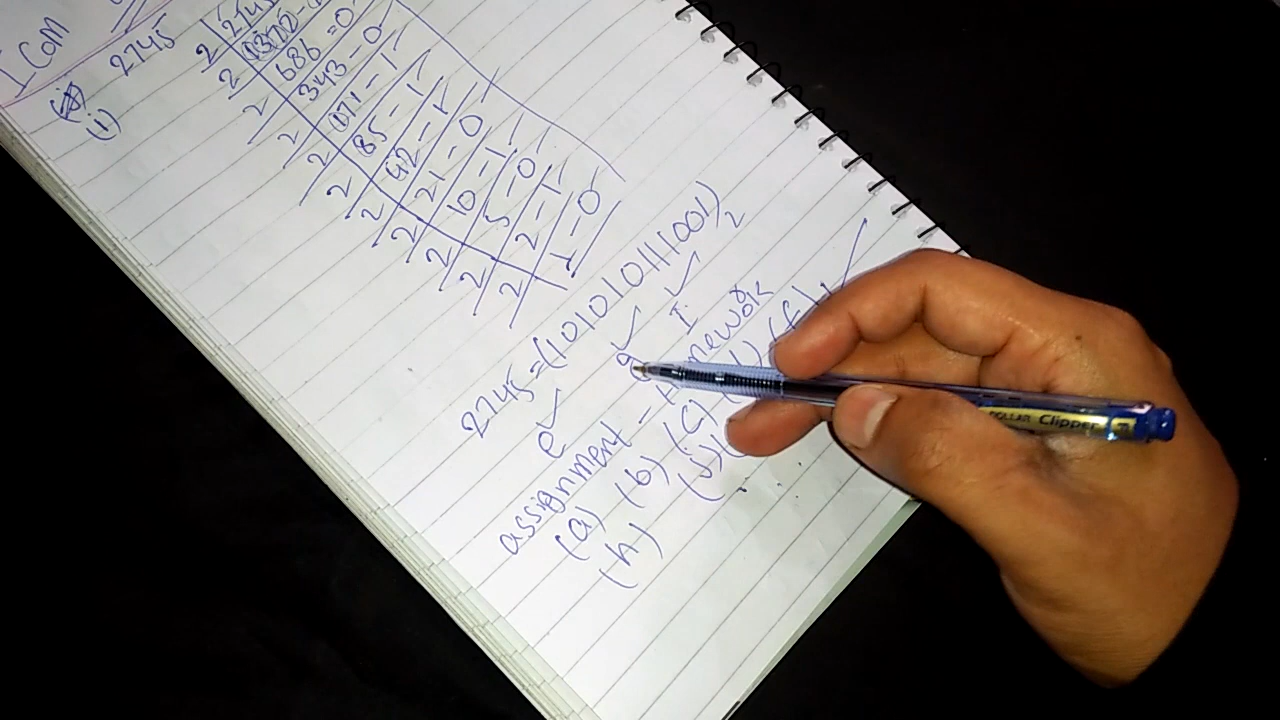 I Com
i) 2745
2 | 2745
2 | 1372 -
2 | 686 = 0
2 | 343 - 0
2 | 171 - 1
2 | 85 - 1
2 | 42 - 1
2 | 21 - 0
2 | 10 - 1
2 | 5 - 0
2 | 2 - 1
1 - 0
2745 = (101010111001)2
e g I
assignment - Homework
(a) (b) (c) (f)
(h)
DOLLAR Clipper